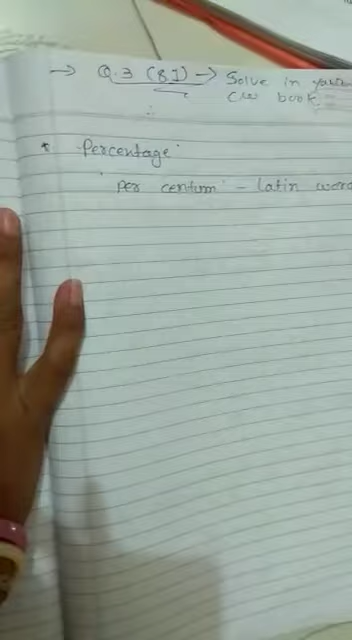 → Q.3 (8.1) → Solve in your
C.W book.
* Percentage
'per centum' - latin word